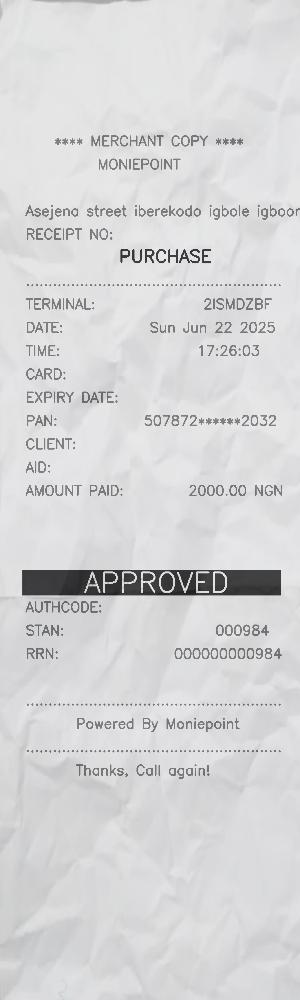 **** MERCHANT COPY ****
MONIEPOINT
Asejena street iberekodo igbole igboor
RECEIPT NO:
PURCHASE
TERMINAL: 2ISMDZBF
DATE: Sun Jun 22 2025
TIME: 17:26:03
CARD:
EXPIRY DATE:
PAN: 507872******2032
CLIENT:
AID:
AMOUNT PAID: 2000.00 NGN
APPROVED
AUTHCODE:
STAN: 000984
RRN: 000000000984
Powered By Moniepoint
Thanks, Call again!